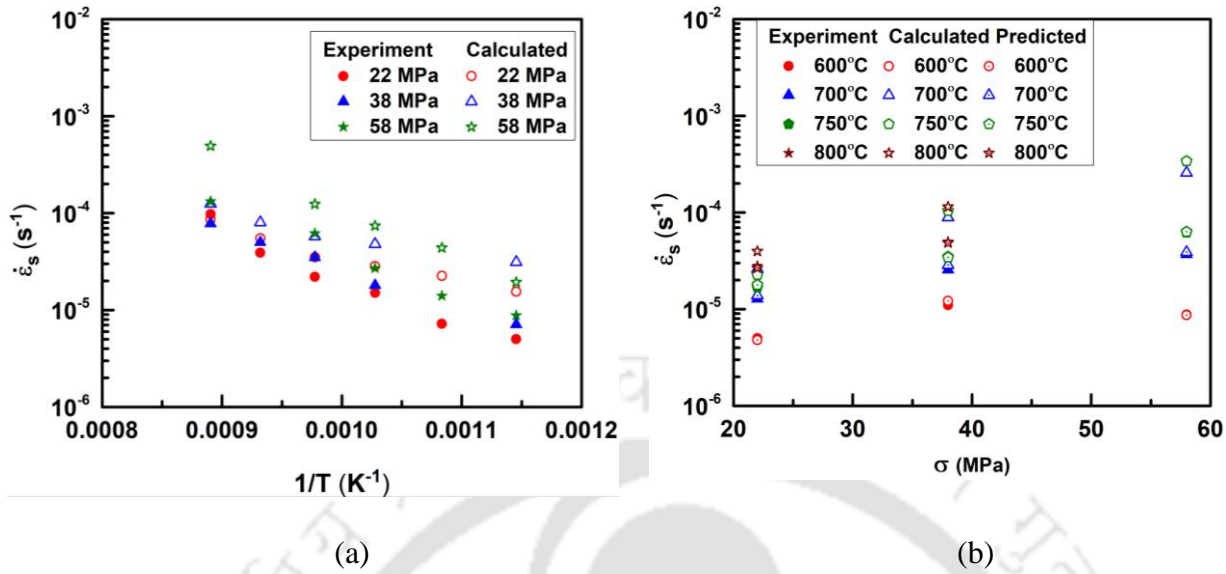 10⁻²
10⁻³
10⁻⁴
10⁻⁵
10⁻⁶
ε̇ₛ (s⁻¹)
Experiment Calculated
22 MPa 22 MPa
38 MPa 38 MPa
58 MPa 58 MPa
0.0008 0.0009 0.0010 0.0011 0.0012
1/T (K⁻¹)
(a)
10⁻²
10⁻³
10⁻⁴
10⁻⁵
10⁻⁶
ε̇ₛ (s⁻¹)
Experiment Calculated Predicted
600°C 600°C 600°C
700°C 700°C 700°C
750°C 750°C 750°C
800°C 800°C 800°C
20 30 40 50 60
σ (MPa)
(b)